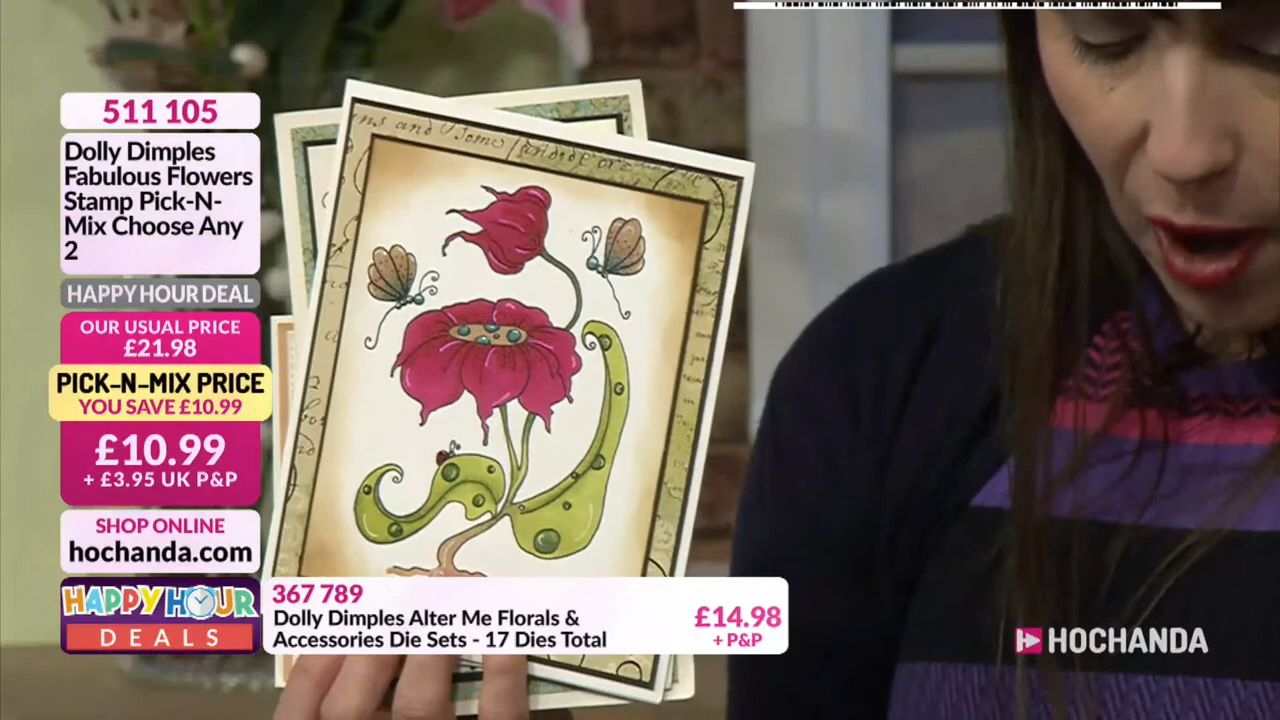 511 105
Dolly Dimples
Fabulous Flowers
Stamp Pick-N-
Mix Choose Any
2
HAPPY HOUR DEAL
OUR USUAL PRICE
£21.98
PICK-N-MIX PRICE
YOU SAVE £10.99
£10.99
+ £3.95 UK P&P
SHOP ONLINE
hochanda.com
HAPPY HOUR
DEALS
367 789
Dolly Dimples Alter Me Florals &
Accessories Die Sets - 17 Dies Total
£14.98
+ P&P
HOCHANDA